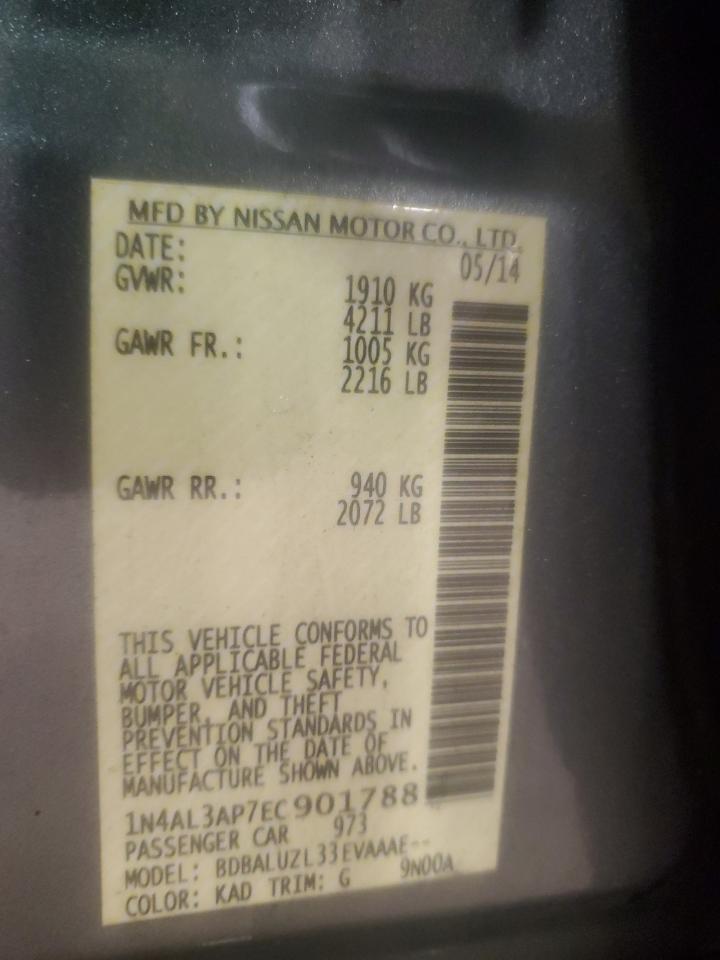 MFD BY NISSAN MOTOR CO., LTD.
DATE: 05/14
GVWR: 1910 KG
4211 LB
GAWR FR.: 1005 KG
2216 LB
GAWR RR.: 940 KG
2072 LB
THIS VEHICLE CONFORMS TO
ALL APPLICABLE FEDERAL
MOTOR VEHICLE SAFETY,
BUMPER, AND THEFT
PREVENTION STANDARDS IN
EFFECT ON THE DATE OF
MANUFACTURE SHOWN ABOVE.
1N4AL3AP7EC901788
PASSENGER CAR 973
MODEL: BDBALUZL33EVAAAE--
COLOR: KAD TRIM: G 9N00A